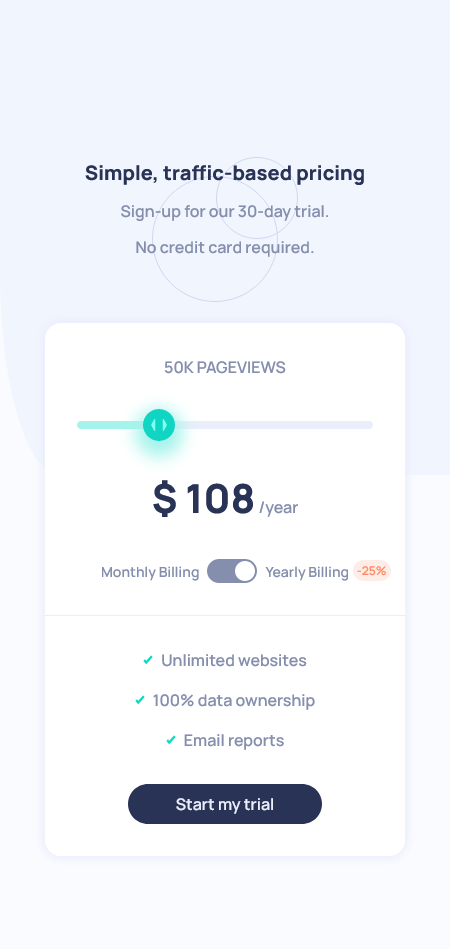 Simple, traffic-based pricing
Sign-up for our 30-day trial.
No credit card required.
50K PAGEVIEWS
$ 108 /year
Monthly Billing Yearly Billing -25%
Unlimited websites
100% data ownership
Email reports
Start my trial